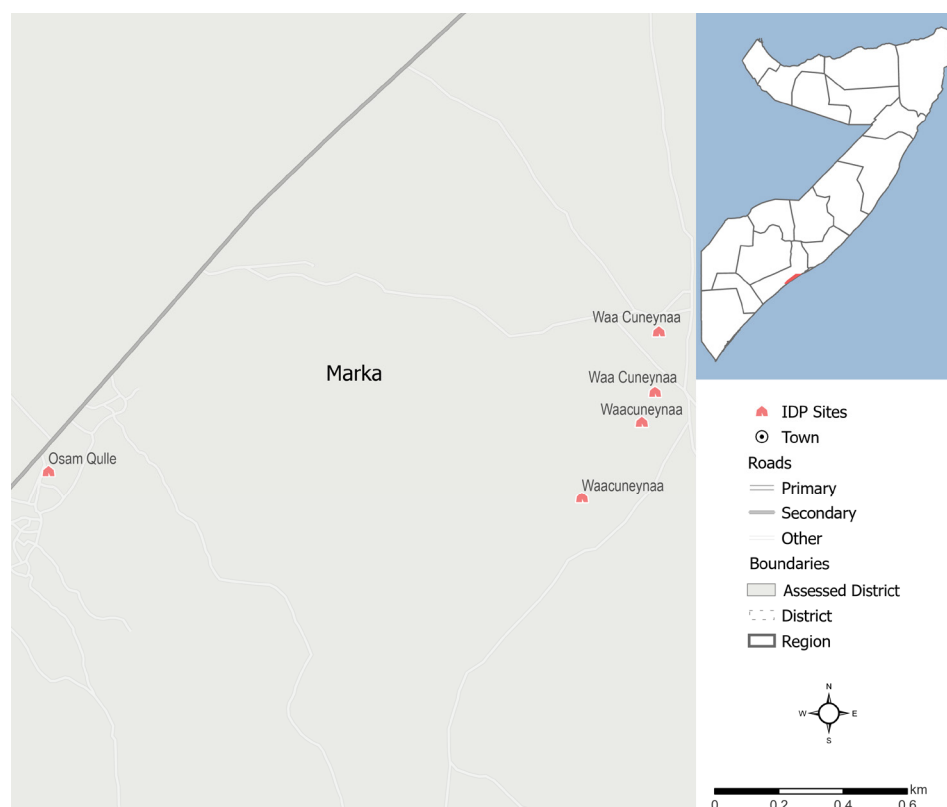 Waa Cuneynaa
Marka
Waa Cuneynaa
Waacuneynaa
Osam Qulle
Waacuneynaa
IDP Sites
Town
Roads
Primary
Secondary
Other
Boundaries
Assessed District
District
Region
N
W E
S
km
0 0.2 0.4 0.6